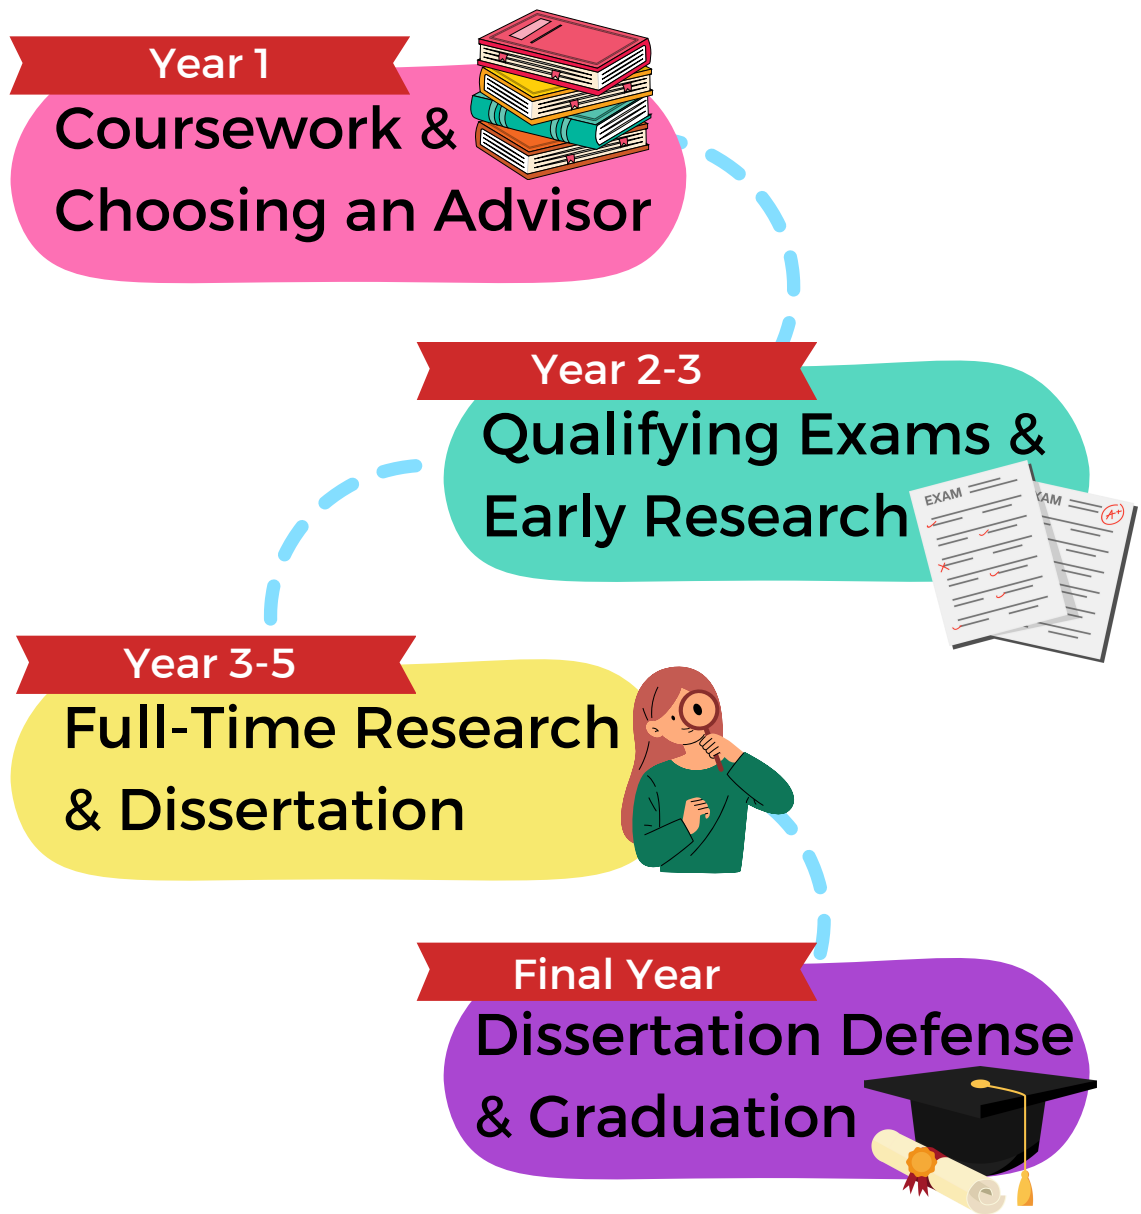 Year 1
Coursework &
Choosing an Advisor
Year 2-3
Qualifying Exams &
Early Research
EXAM
XAM
A+
Year 3-5
Full-Time Research
& Dissertation
Final Year
Dissertation Defense
& Graduation